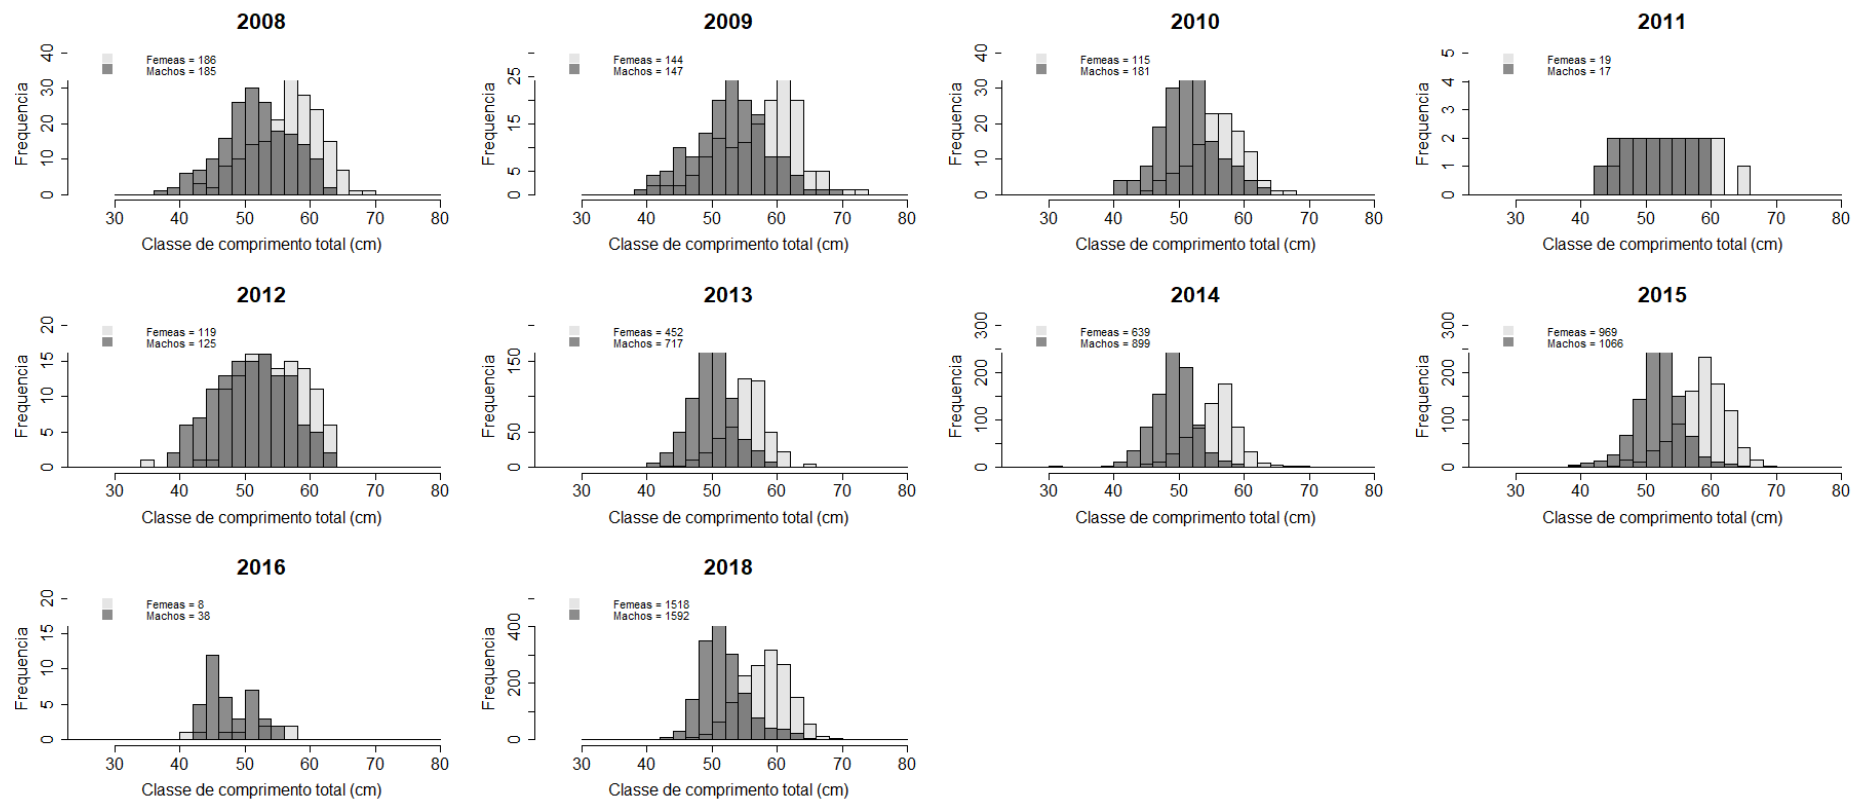 2008
Femeas = 186
Machos = 185
Frequencia
0 10 20 30 40
30 40 50 60 70 80
Classe de comprimento total (cm)
2009
Femeas = 144
Machos = 147
Frequencia
0 5 15 25
30 40 50 60 70 80
Classe de comprimento total (cm)
2010
Femeas = 115
Machos = 181
Frequencia
0 10 20 30 40
30 40 50 60 70 80
Classe de comprimento total (cm)
2011
Femeas = 19
Machos = 17
Frequencia
0 1 2 3 4 5
30 40 50 60 70 80
Classe de comprimento total (cm)
2012
Femeas = 119
Machos = 125
Frequencia
0 5 10 15 20
30 40 50 60 70 80
Classe de comprimento total (cm)
2013
Femeas = 452
Machos = 717
Frequencia
0 50 150
30 40 50 60 70 80
Classe de comprimento total (cm)
2014
Femeas = 639
Machos = 899
Frequencia
0 100 200 300
30 40 50 60 70 80
Classe de comprimento total (cm)
2015
Femeas = 969
Machos = 1066
Frequencia
0 100 200 300
30 40 50 60 70 80
Classe de comprimento total (cm)
2016
Femeas = 8
Machos = 38
Frequencia
0 5 10 15 20
30 40 50 60 70 80
Classe de comprimento total (cm)
2018
Femeas = 1518
Machos = 1592
Frequencia
0 200 400
30 40 50 60 70 80
Classe de comprimento total (cm)